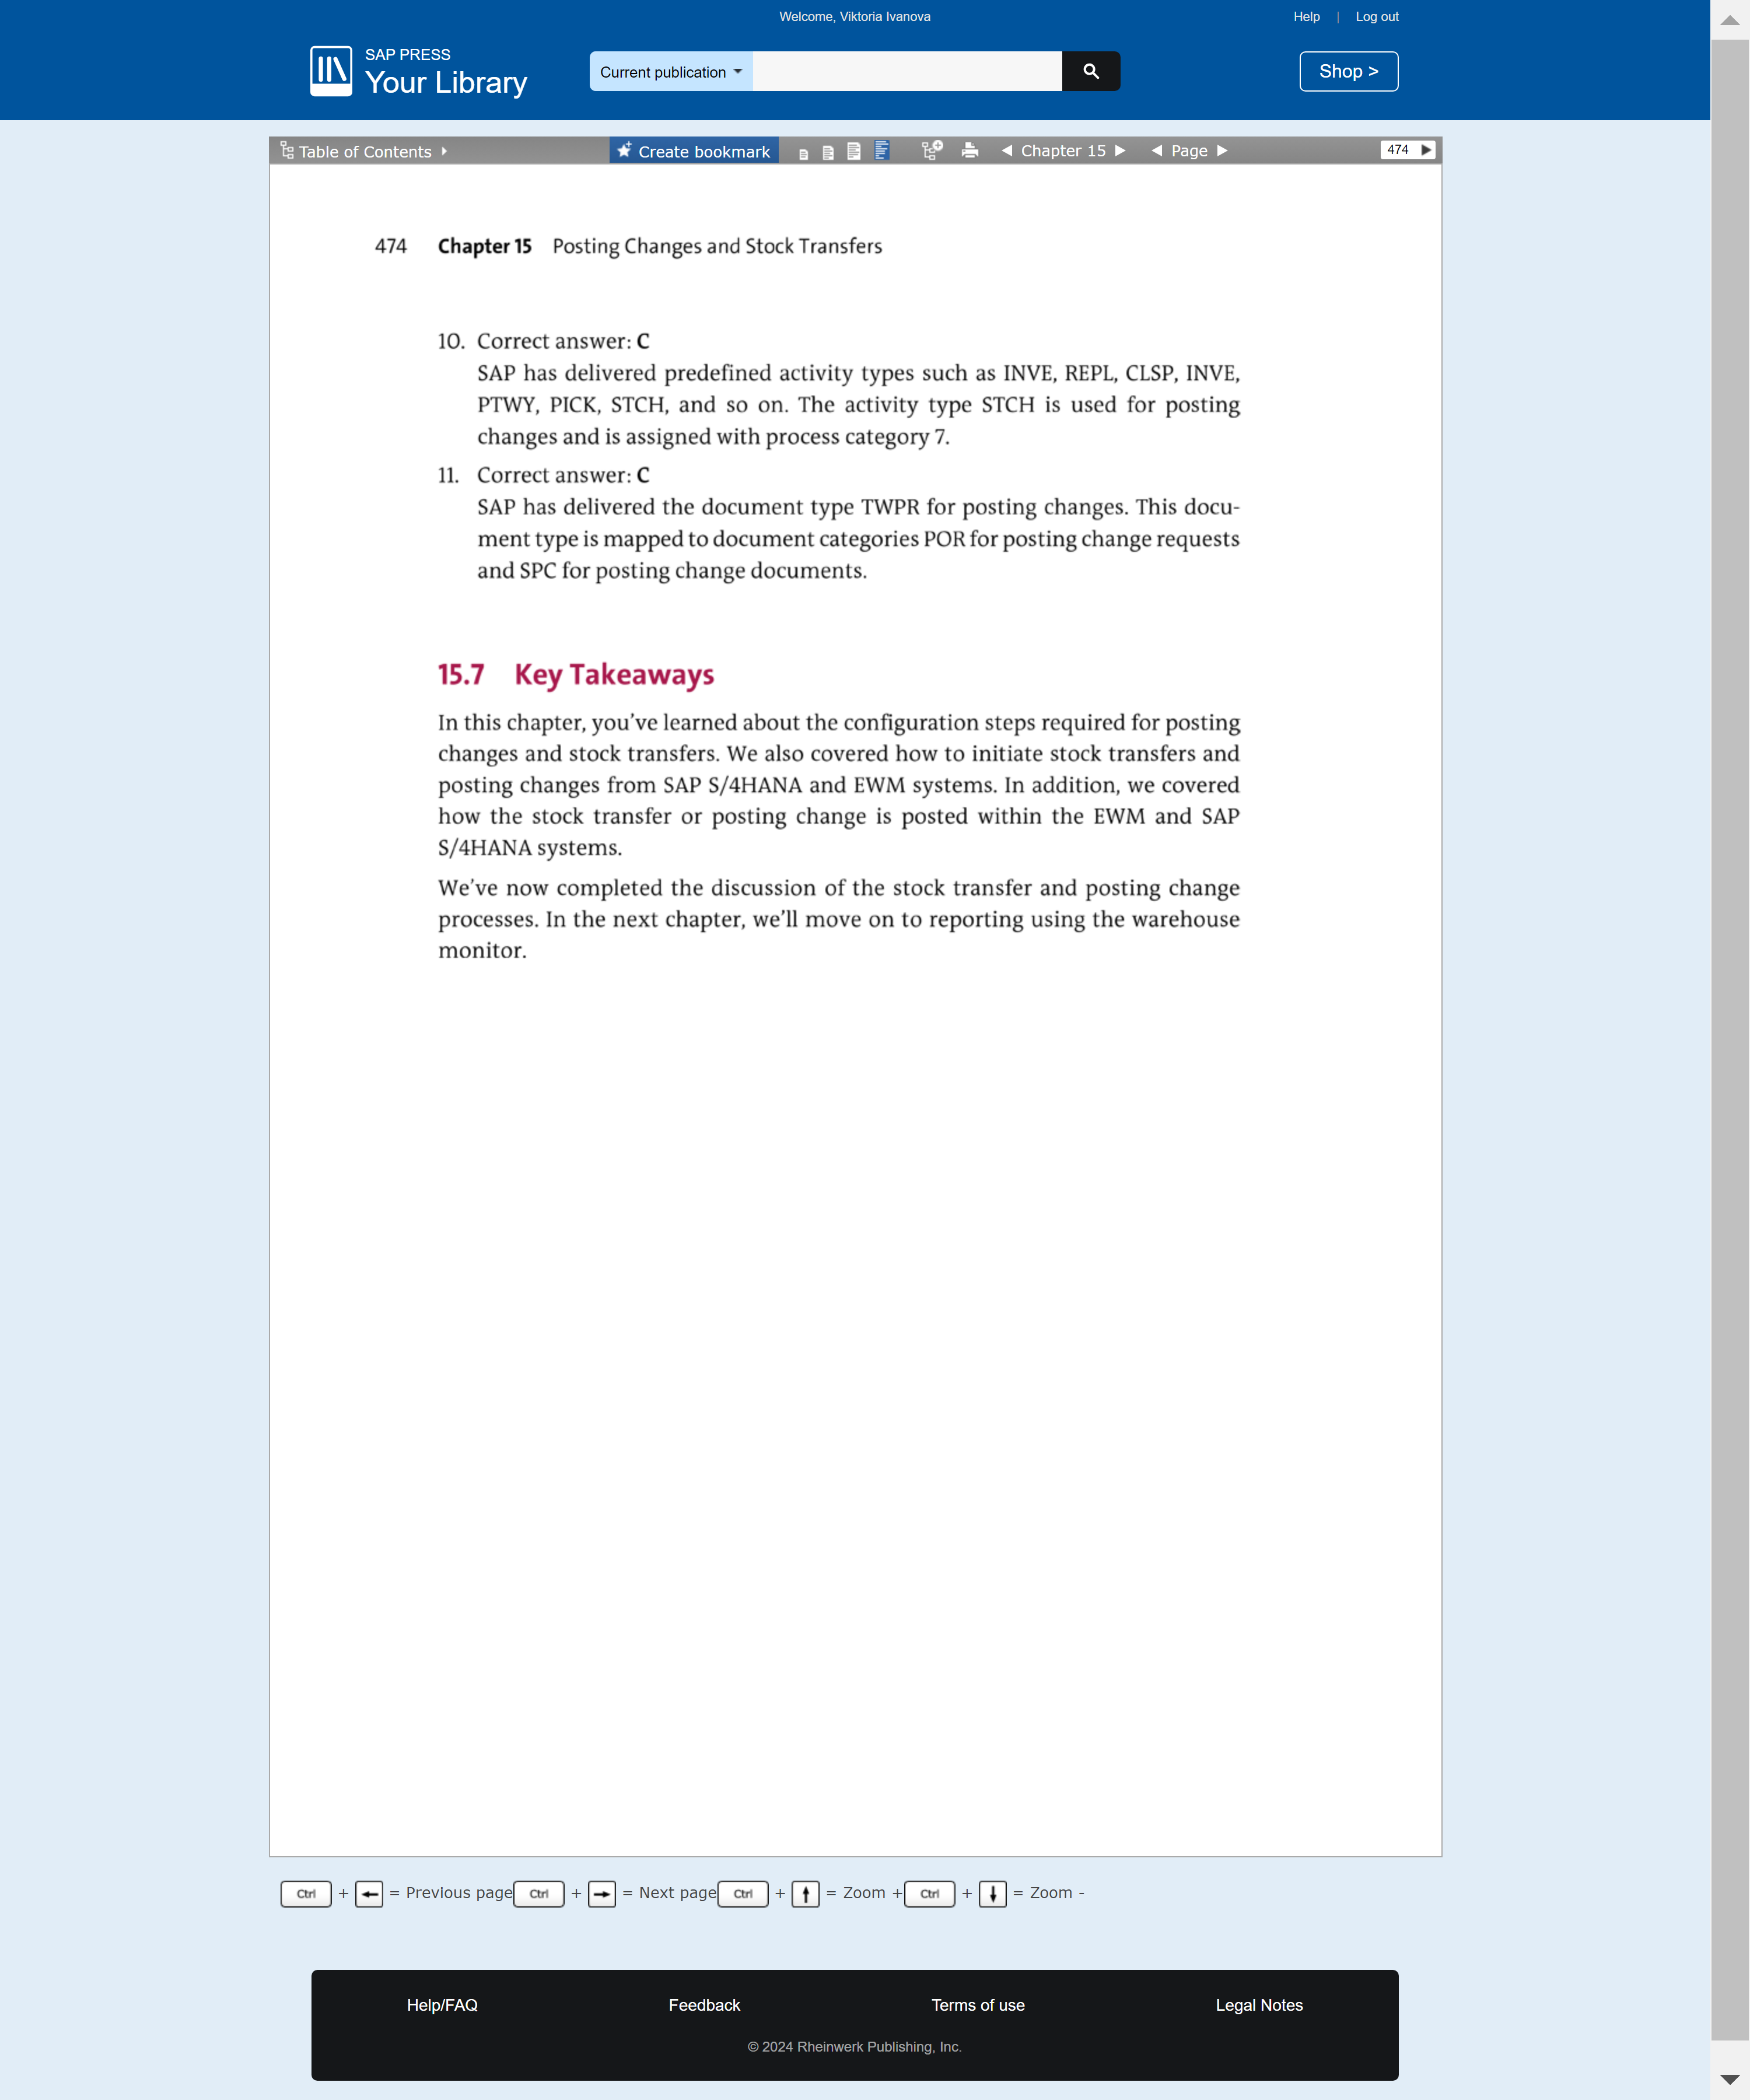 Welcome, Viktoria Ivanova
Help | Log out
SAP PRESS
Your Library
Current publication
Shop >
Table of Contents
Create bookmark
Chapter 15
Page
474
474 Chapter 15 Posting Changes and Stock Transfers
10. Correct answer: C
SAP has delivered predefined activity types such as INVE, REPL, CLSP, INVE,
PTWY, PICK, STCH, and so on. The activity type STCH is used for posting
changes and is assigned with process category 7.
11. Correct answer: C
SAP has delivered the document type TWPR for posting changes. This docu-
ment type is mapped to document categories POR for posting change requests
and SPC for posting change documents.
15.7 Key Takeaways
In this chapter, you've learned about the configuration steps required for posting
changes and stock transfers. We also covered how to initiate stock transfers and
posting changes from SAP S/4HANA and EWM systems. In addition, we covered
how the stock transfer or posting change is posted within the EWM and SAP
S/4HANA systems.
We've now completed the discussion of the stock transfer and posting change
processes. In the next chapter, we'll move on to reporting using the warehouse
monitor.
Ctrl + ← = Previous page Ctrl + → = Next page Ctrl + ↑ = Zoom + Ctrl + ↓ = Zoom -
Help/FAQ
Feedback
Terms of use
Legal Notes
© 2024 Rheinwerk Publishing, Inc.